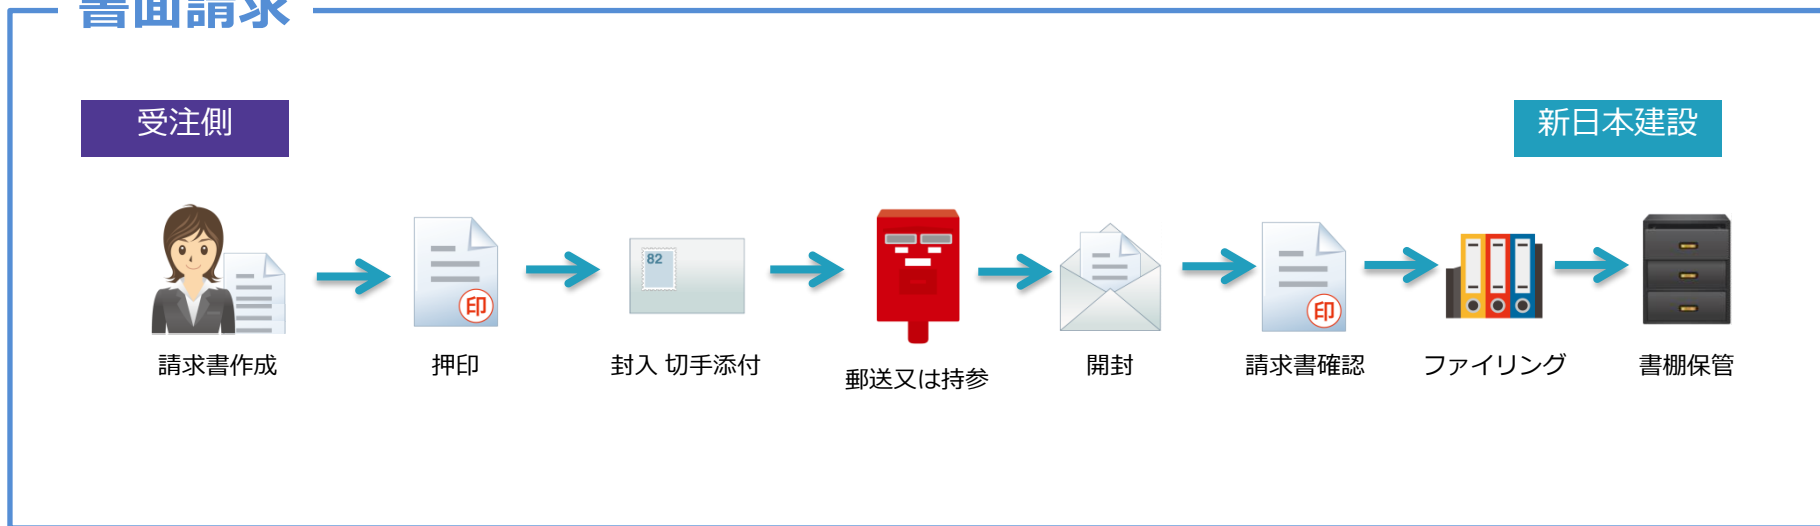 書面請求
受注側
新日本建設
印
82
印
請求書作成
押印
封入 切手添付
郵送又は持参
開封
請求書確認
ファイリング
書棚保管